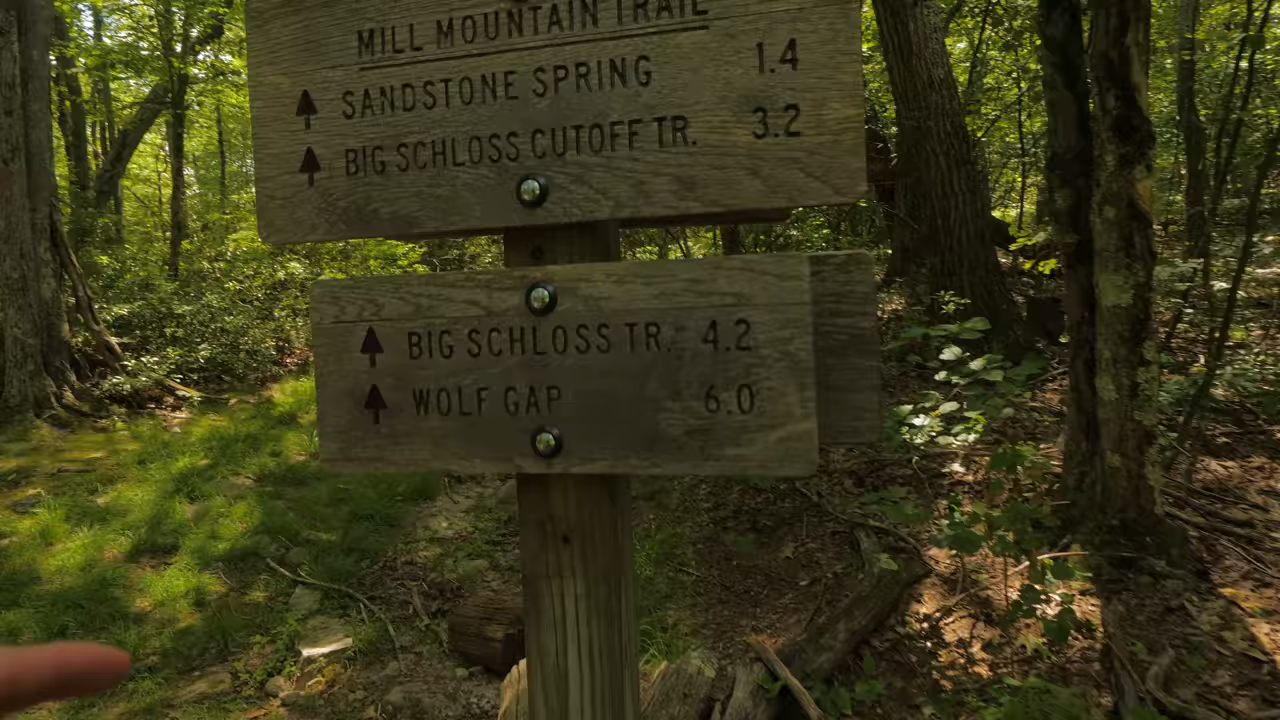 MILL MOUNTAIN TRAIL
SANDSTONE SPRING 1.4
BIG SCHLOSS CUTOFF TR. 3.2
BIG SCHLOSS TR. 4.2
WOLF GAP 6.0